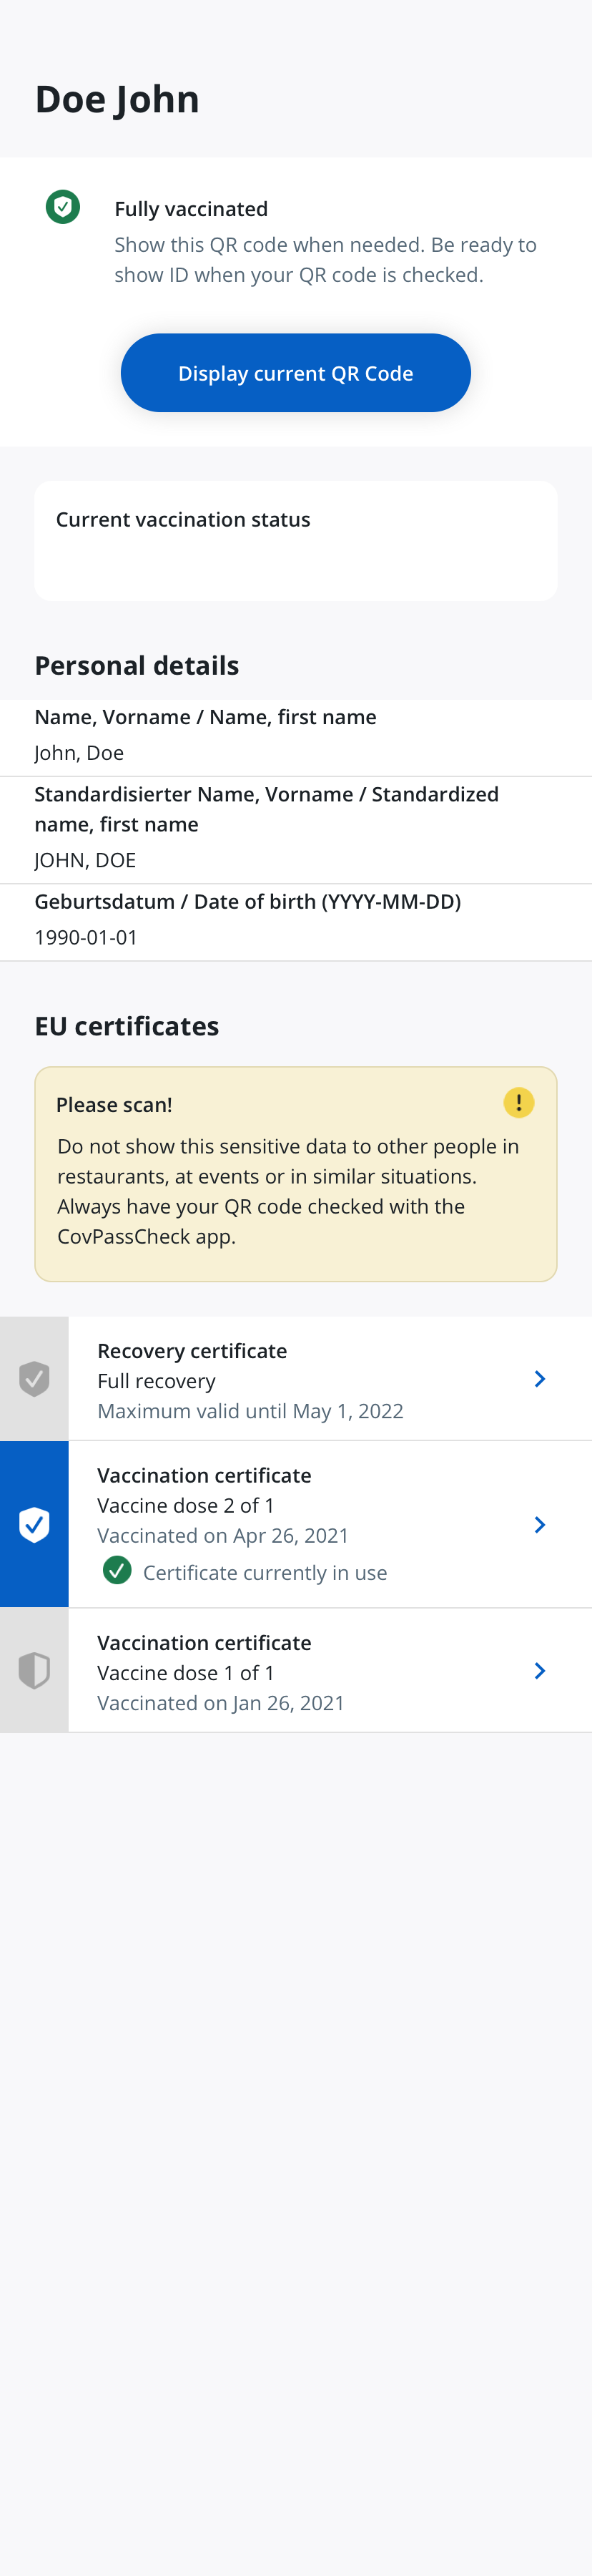 Doe John
Fully vaccinated
Show this QR code when needed. Be ready to
show ID when your QR code is checked.
Display current QR Code
Current vaccination status
Personal details
Name, Vorname / Name, first name
John, Doe
Standardisierter Name, Vorname / Standardized
name, first name
JOHN, DOE
Geburtsdatum / Date of birth (YYYY-MM-DD)
1990-01-01
EU certificates
Please scan!
Do not show this sensitive data to other people in
restaurants, at events or in similar situations.
Always have your QR code checked with the
CovPassCheck app.
Recovery certificate
Full recovery
Maximum valid until May 1, 2022
Vaccination certificate
Vaccine dose 2 of 1
Vaccinated on Apr 26, 2021
Certificate currently in use
Vaccination certificate
Vaccine dose 1 of 1
Vaccinated on Jan 26, 2021